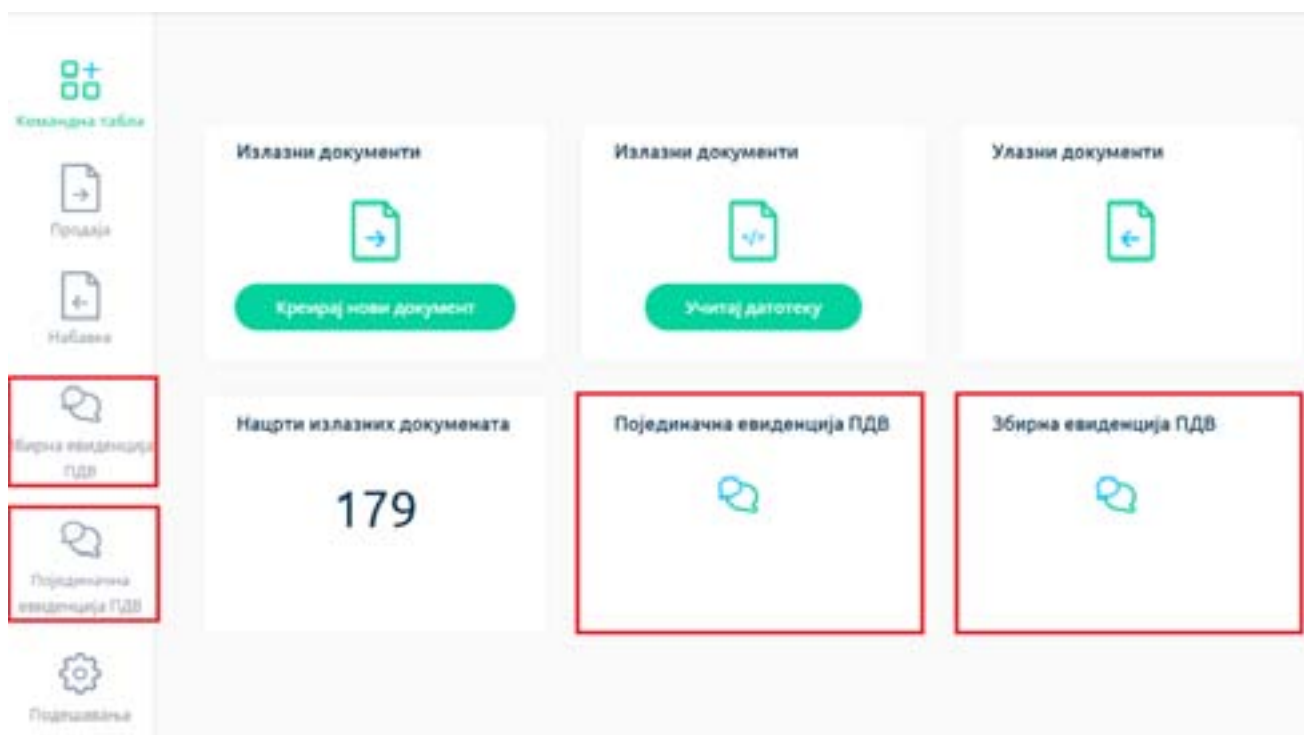 Командна табла
Продаја
Набавка
Збирна евиденција
ПДВ
Појединачна
евиденција ПДВ
Подешавања
Излазни документи
Креирај нови документ
Излазни документи
Учитај датотеку
Улазни документи
Нацрти излазних докумената
179
Појединачна евиденција ПДВ
Збирна евиденција ПДВ